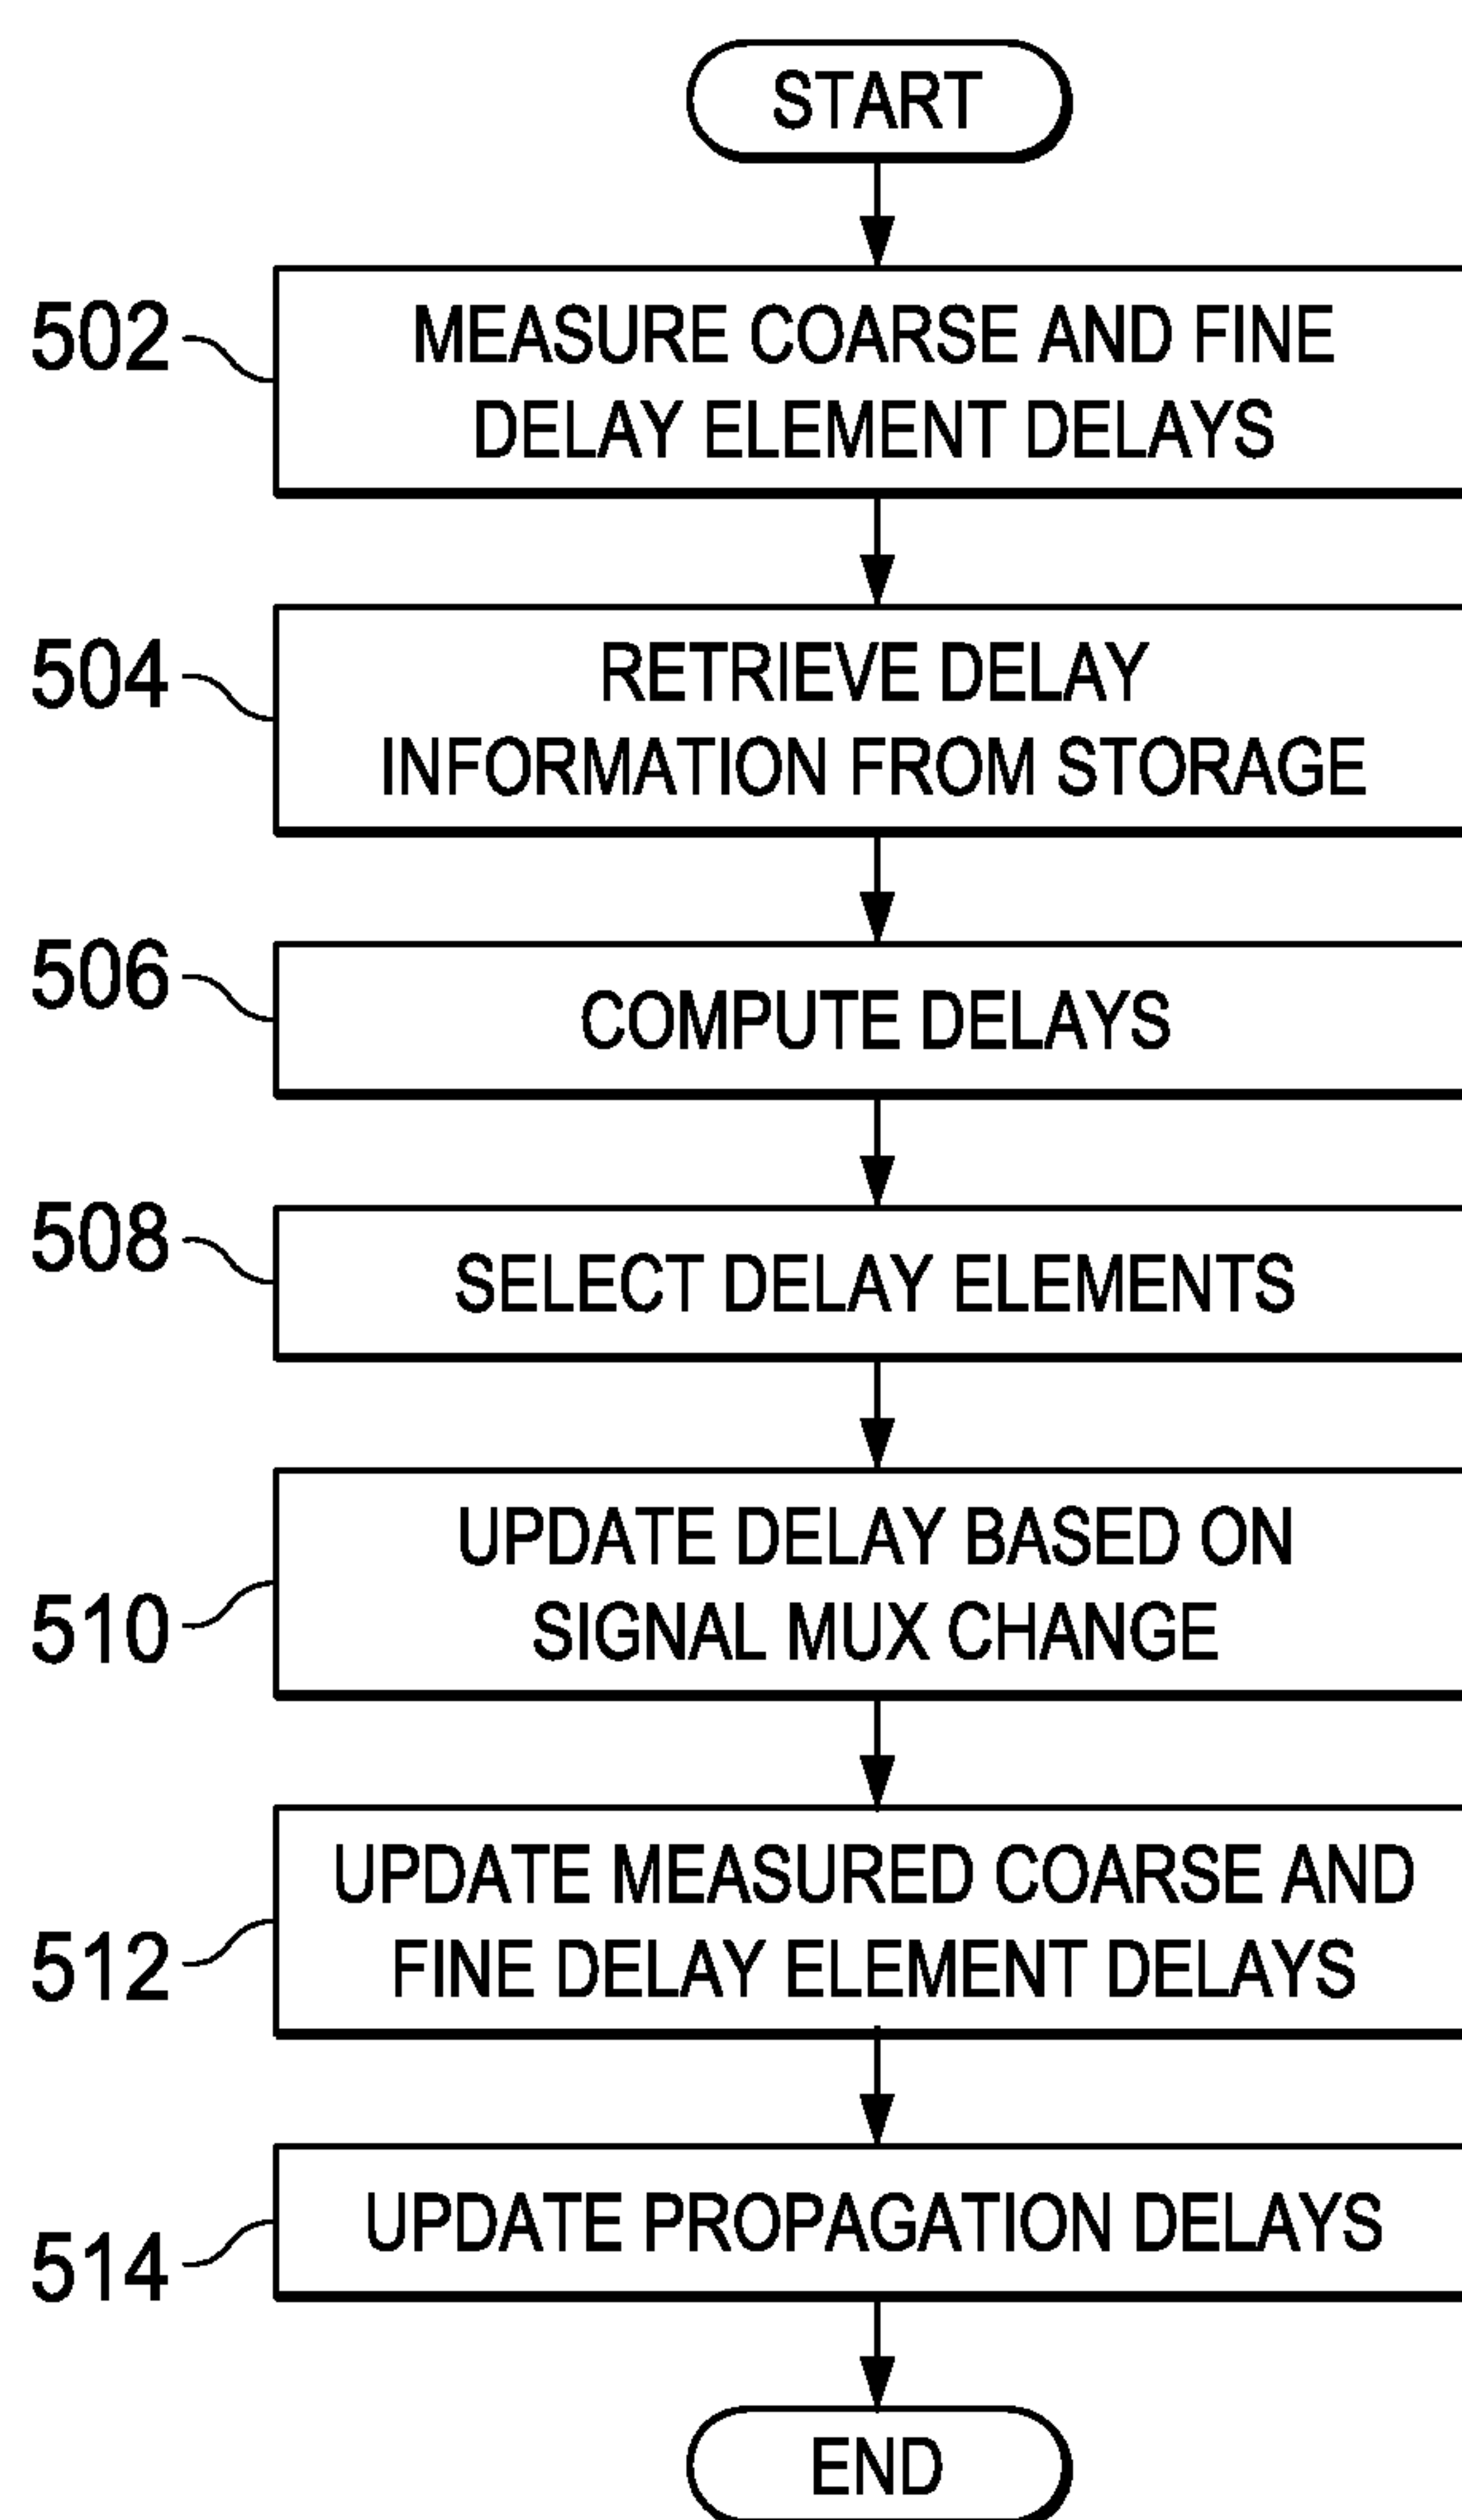 START
502
MEASURE COARSE AND FINE
DELAY ELEMENT DELAYS
504
RETRIEVE DELAY
INFORMATION FROM STORAGE
506
COMPUTE DELAYS
508
SELECT DELAY ELEMENTS
510
UPDATE DELAY BASED ON
SIGNAL MUX CHANGE
512
UPDATE MEASURED COARSE AND
FINE DELAY ELEMENT DELAYS
514
UPDATE PROPAGATION DELAYS
END